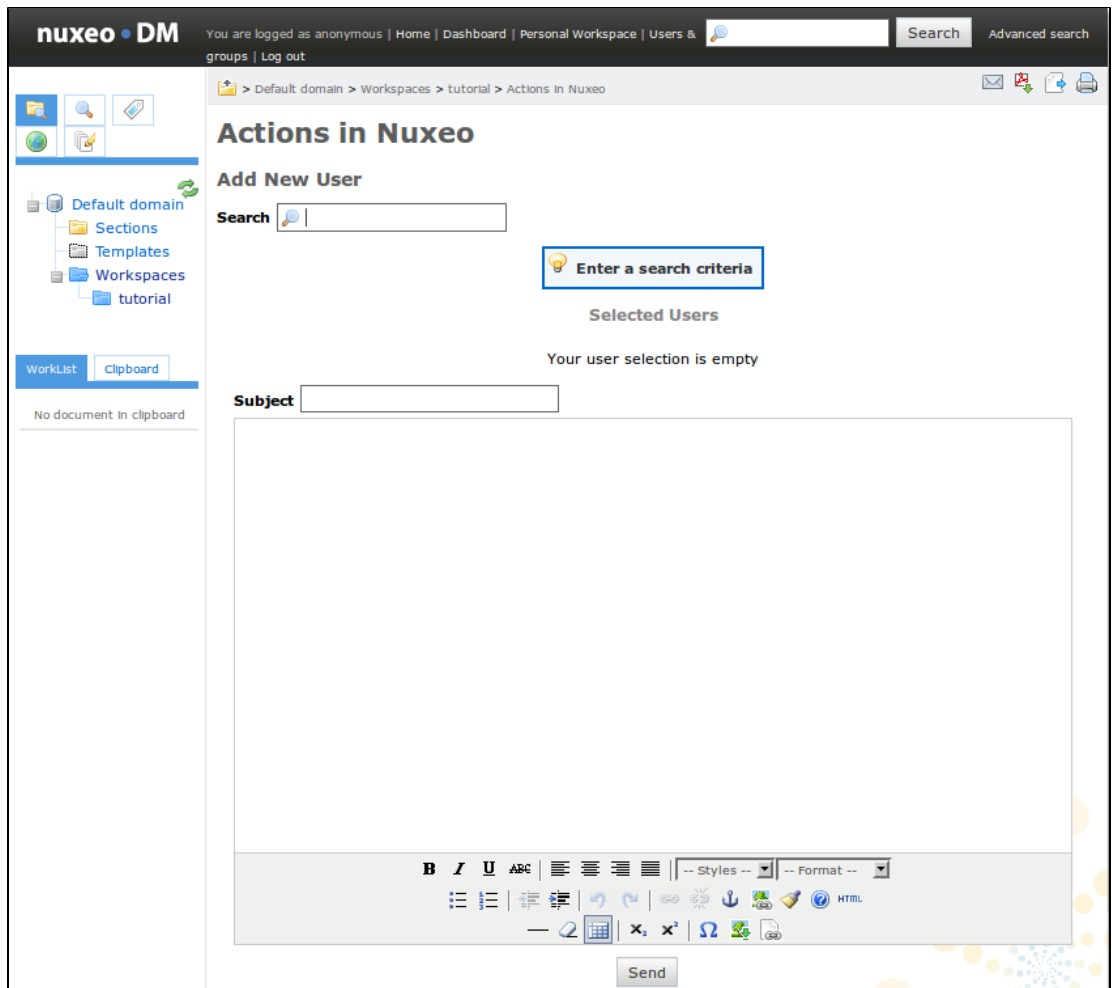 nuxeo • DM
You are logged as anonymous | Home | Dashboard | Personal Workspace | Users &
groups | Log out
Search
Advanced search
> Default domain > Workspaces > tutorial > Actions in Nuxeo
Actions in Nuxeo
Add New User
Default domain
Sections
Templates
Workspaces
tutorial
Search
Enter a search criteria
Selected Users
Your user selection is empty
WorkList
Clipboard
No document in clipboard
Subject
B I U ABC -- Styles -- -- Format --
HTML
x₂ x² Ω
Send